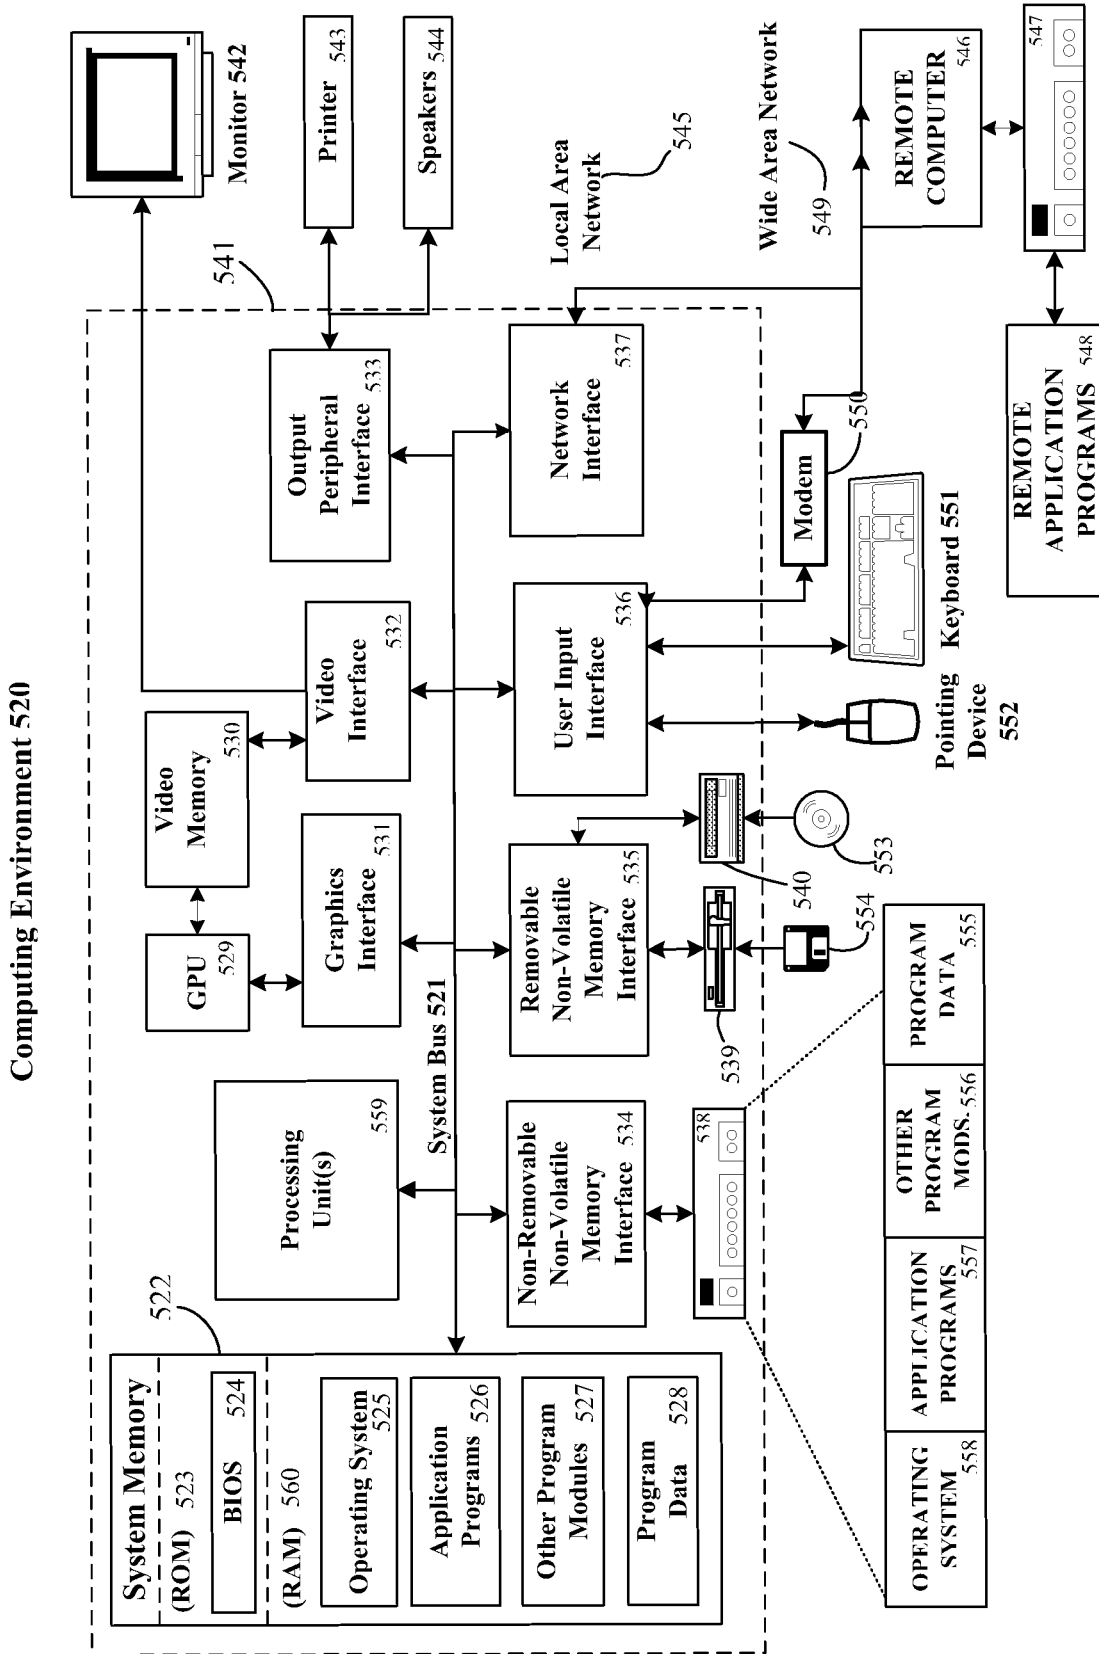 Computing Environment 520
System Memory
(ROM) 523
BIOS 524
(RAM) 560
Operating System
525
Application
Programs 526
Other Program
Modules 527
Program
Data 528
522
Processing
Unit(s)
559
System Bus 521
GPU
529
Video
Memory
530
Graphics
Interface
531
Video
Interface
532
Output
Peripheral
Interface
533
541
Monitor 542
Printer 543
Speakers 544
Non-Removable
Non-Volatile
Memory
Interface 534
Removable
Non-Volatile
Memory
Interface 535
User Input
Interface
536
Network
Interface
537
Local Area
Network
545
Wide Area Network
549
538
539
540
554
553
Modem
550
Pointing
Device
552
Keyboard 551
REMOTE
COMPUTER
546
547
REMOTE
APPLICATION
PROGRAMS 548
OPERATING
SYSTEM
558
APPLICATION
PROGRAMS
557
OTHER
PROGRAM
MODS. 556
PROGRAM
DATA
555